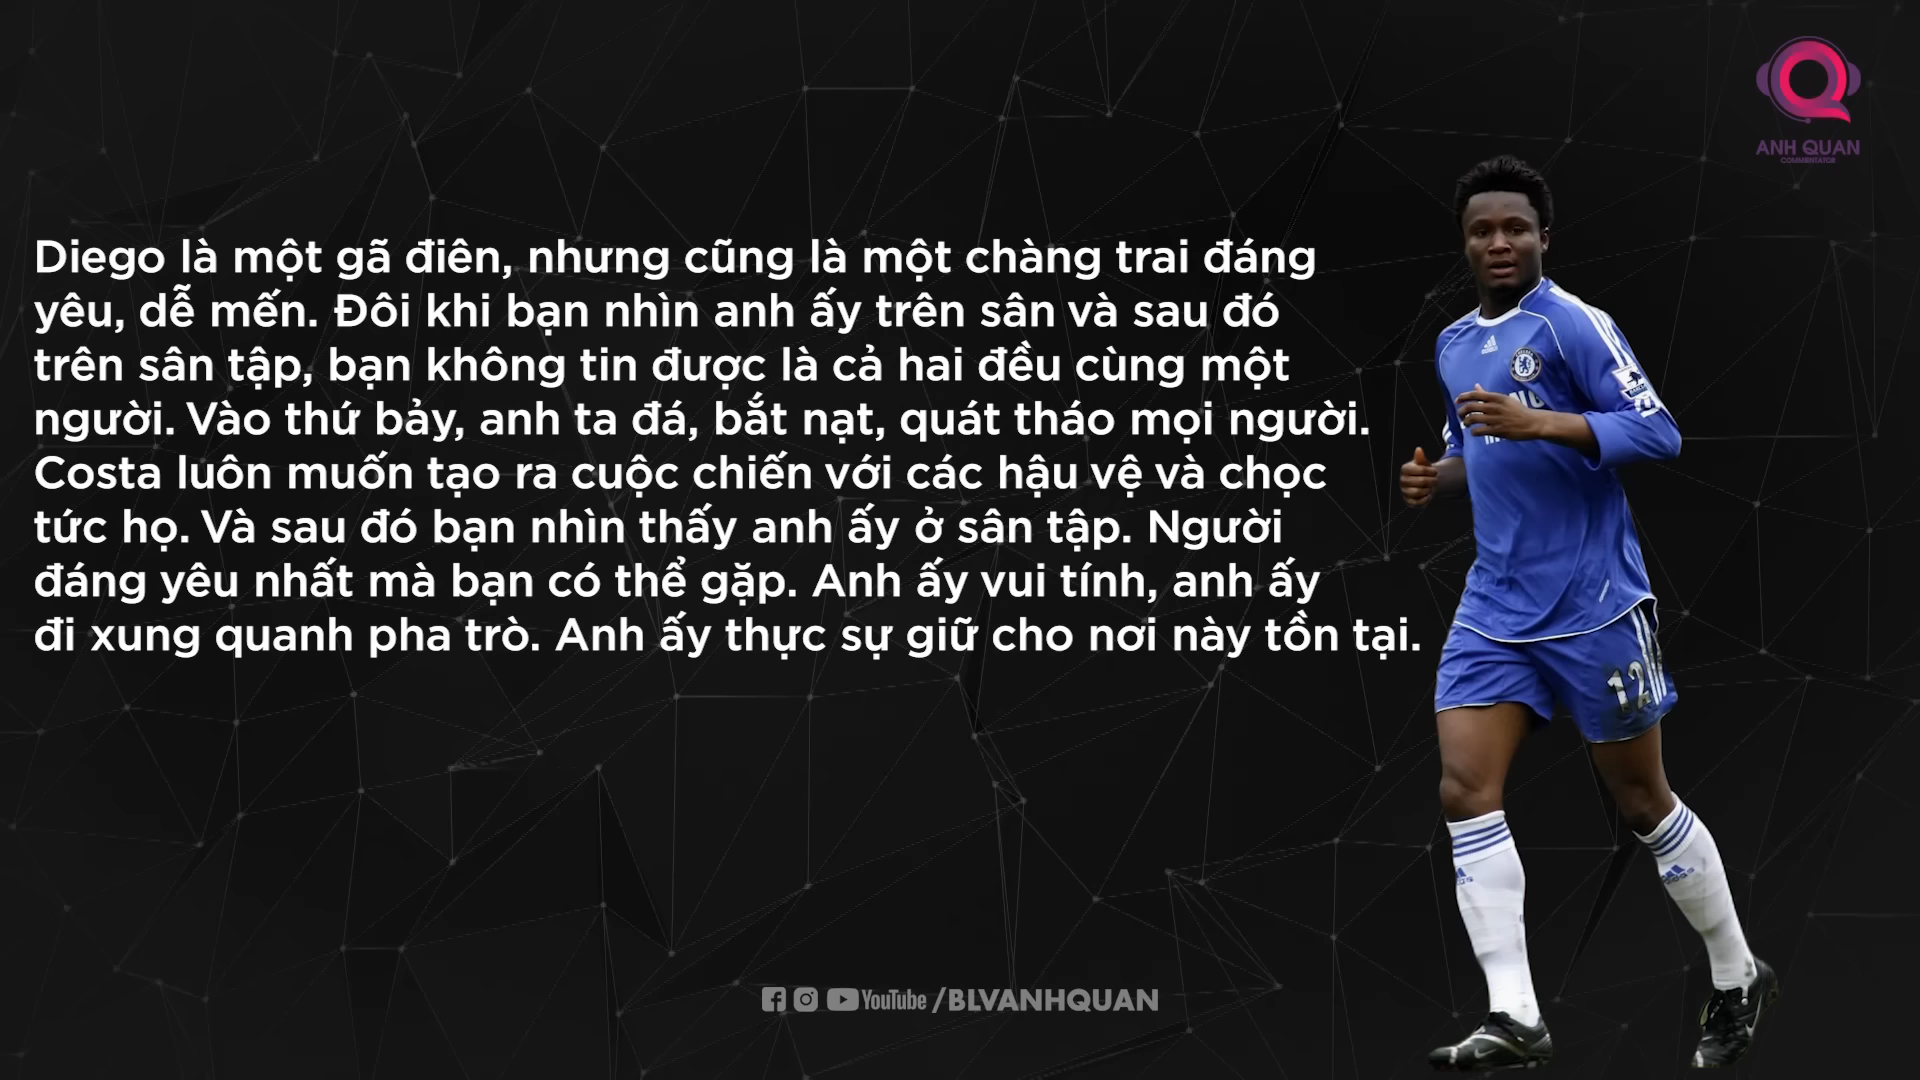 ANH QUAN
COMMENTATOR
Diego là một gã điên, nhưng cũng là một chàng trai đáng
yêu, dễ mến. Đôi khi bạn nhìn anh ấy trên sân và sau đó
trên sân tập, bạn không tin được là cả hai đều cùng một
người. Vào thứ bảy, anh ta đá, bắt nạt, quát tháo mọi người.
Costa luôn muốn tạo ra cuộc chiến với các hậu vệ và chọc
tức họ. Và sau đó bạn nhìn thấy anh ấy ở sân tập. Người
đáng yêu nhất mà bạn có thể gặp. Anh ấy vui tính, anh ấy
đi xung quanh pha trò. Anh ấy thực sự giữ cho nơi này tồn tại.
adidas
12
YouTube /BLVANHQUAN